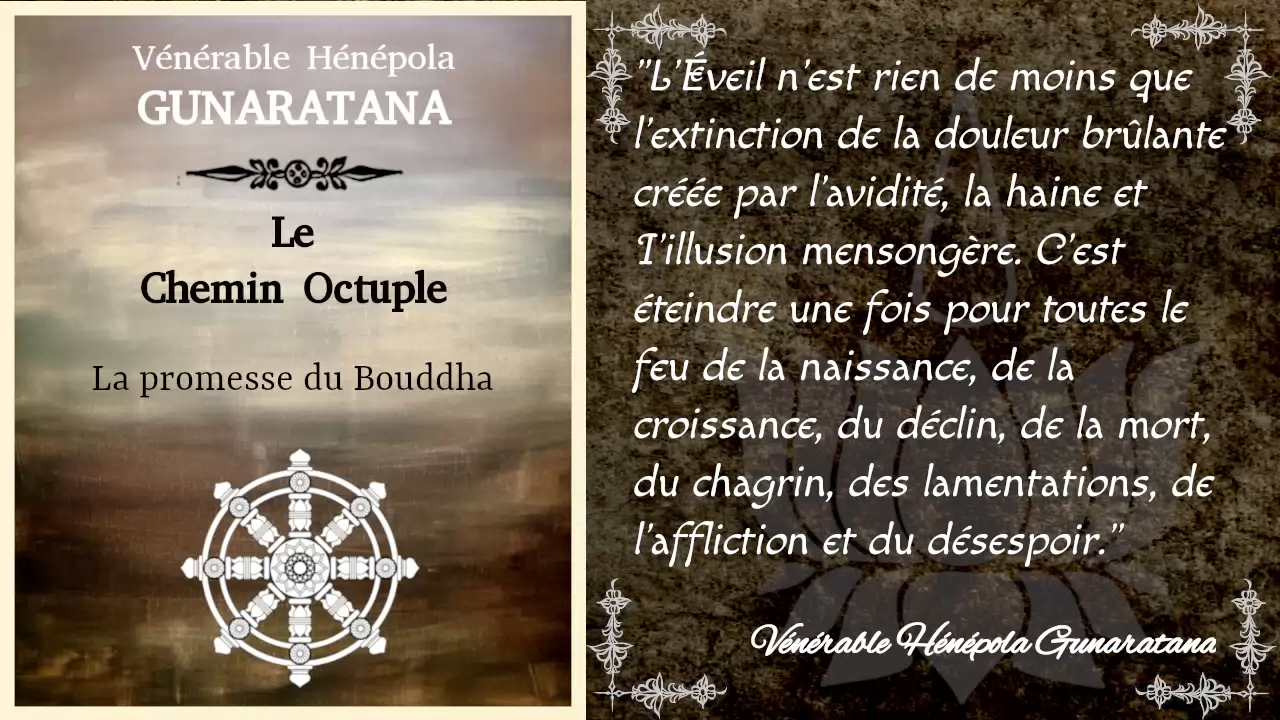 Vénérable Hénépola
GUNARATANA
Le
Chemin Octuple
La promesse du Bouddha
"L'Éveil n'est rien de moins que
l'extinction de la douleur brûlante
créée par l'avidité, la haine et
I'illusion mensongère. C'est
éteindre une fois pour toutes le
feu de la naissance, de la
croissance, du déclin, de la mort,
du chagrin, des lamentations, de
l'affliction et du désespoir."
Vénérable Hénépola Gunaratana